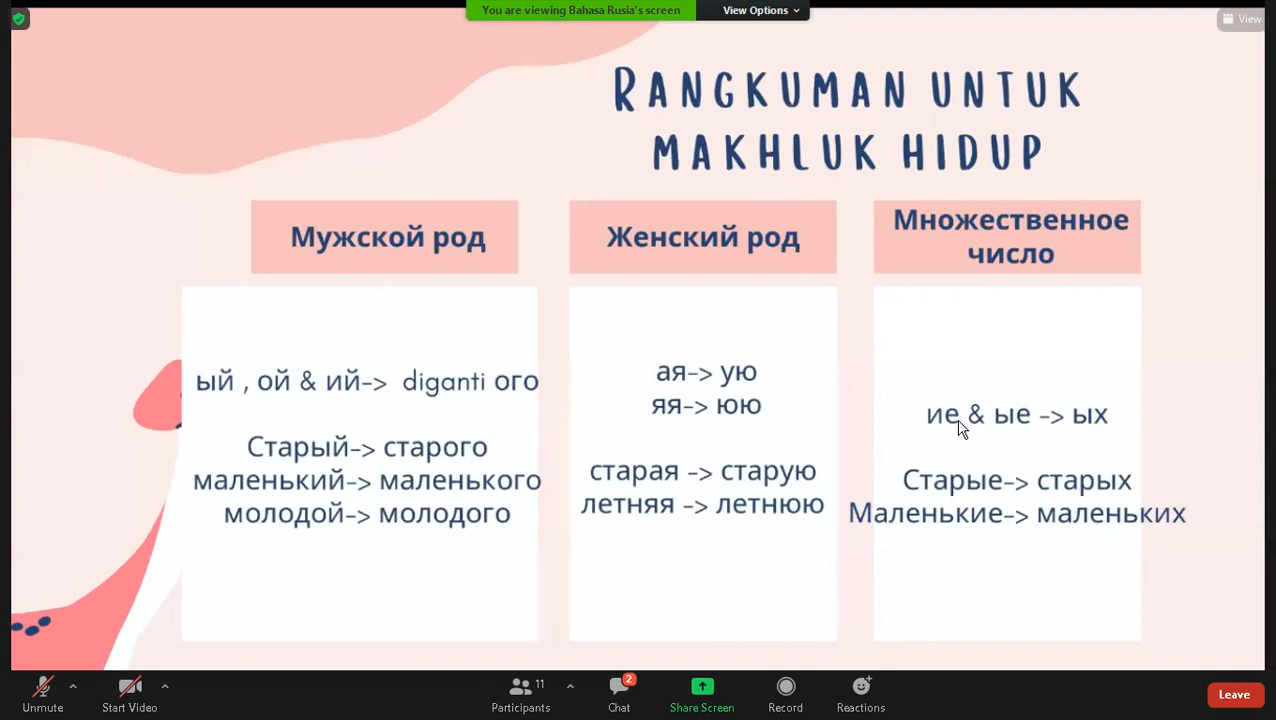 You are viewing Bahasa Rusia's screen
View Options
View
RANGKUMAN UNTUK
MAKHLUK HIDUP
Мужской род
ый , ой & ий–> diganti ого
Старый–> старого
маленький–> маленького
молодой–> молодого
Женский род
ая–> ую
яя–> юю
старая –> старую
летняя –> летнюю
Множественное
число
ие & ые –> ых
Старые–> старых
Маленькие–> маленьких
Unmute
Start Video
11
Participants
2
Chat
Share Screen
Record
Reactions
Leave